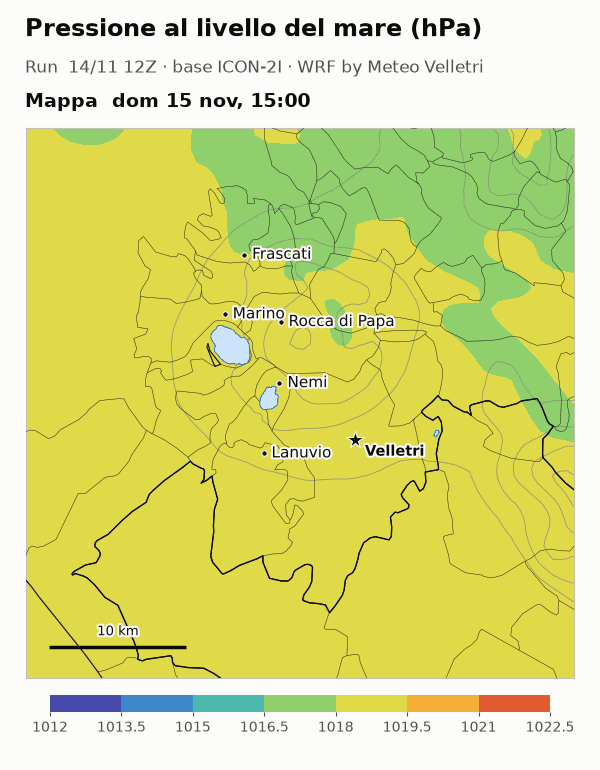 Pressione al livello del mare (hPa)
Run  14/11 12Z · base ICON-2I · WRF by Meteo Velletri
Mappa  dom 15 nov, 15:00
Frascati
Marino
Rocca di Papa
Nemi
Velletri
Lanuvio
10 km
1012 1013.5 1015 1016.5 1018 1019.5 1021 1022.5